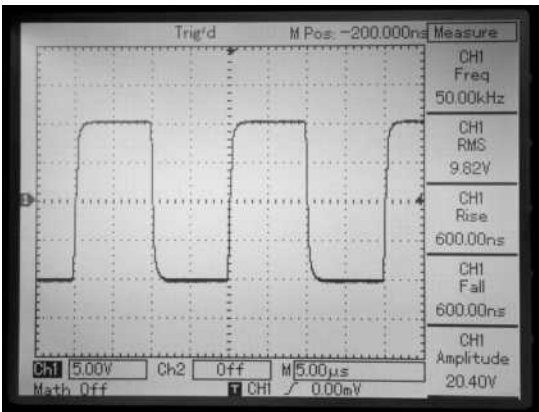 Trig'd M Pos: -200.000ns Measure
CH1
Freq
50.00kHz
CH1
RMS
9.82V
CH1
Rise
600.00ns
CH1
Fall
600.00ns
CH1
Amplitude
20.40V
Ch1 5.00V Ch2 Off M 5.00µs
Math Off T CH1 0.00mV